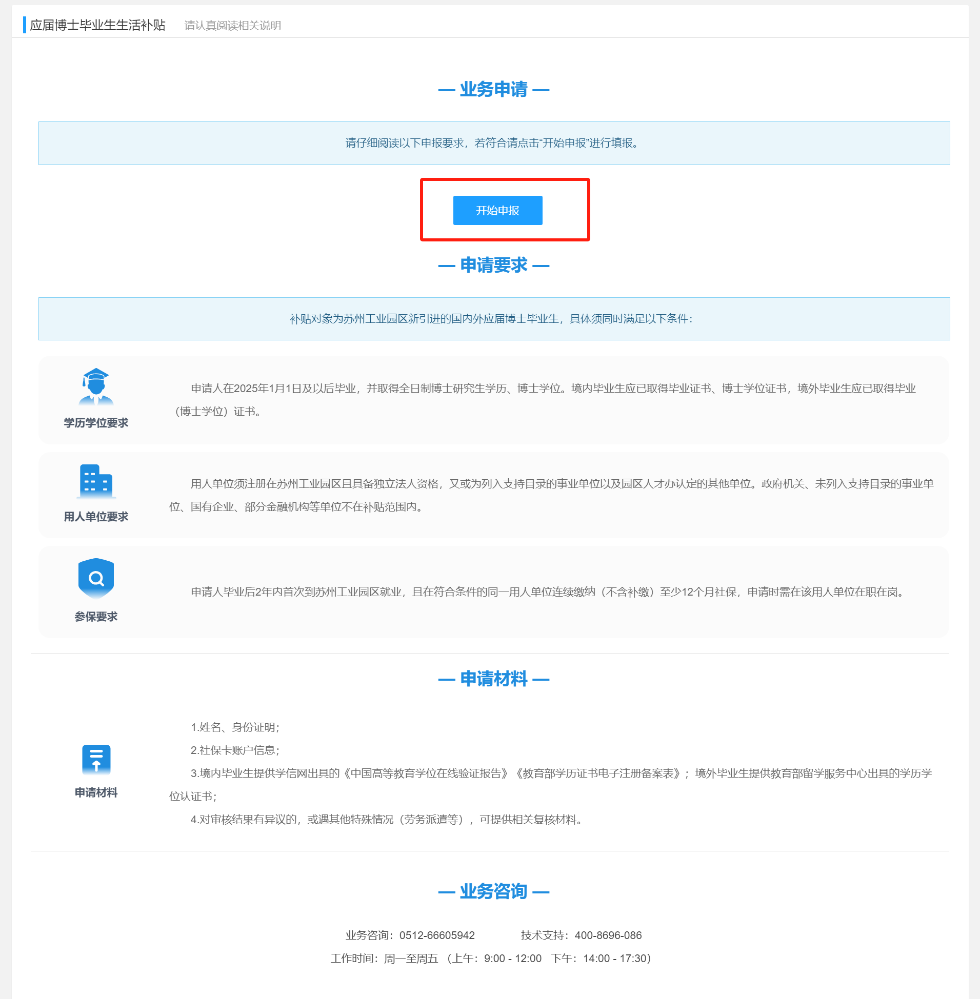 应届博士毕业生生活补贴 请认真阅读相关说明
— 业务申请 —
请仔细阅读以下申报要求，若符合请点击“开始申报”进行填报。
开始申报
— 申请要求 —
补贴对象为苏州工业园区新引进的国内外应届博士毕业生，具体须同时满足以下条件：
学历学位要求
申请人在2025年1月1日及以后毕业，并取得全日制博士研究生学历、博士学位。境内毕业生应已取得毕业证书、博士学位证书，境外毕业生应已取得毕业
（博士学位）证书。
用人单位要求
用人单位须注册在苏州工业园区且具备独立法人资格，又或为列入支持目录的事业单位以及园区人才办认定的其他单位。政府机关、未列入支持目录的事业单
位、国有企业、部分金融机构等单位不在补贴范围内。
参保要求
申请人毕业后2年内首次到苏州工业园区就业，且在符合条件的同一用人单位连续缴纳（不含补缴）至少12个月社保，申请时需在该用人单位在职在岗。
— 申请材料 —
申请材料
1.姓名、身份证明；
2.社保卡账户信息；
3.境内毕业生提供学信网出具的《中国高等教育学位在线验证报告》《教育部学历证书电子注册备案表》；境外毕业生提供教育部留学服务中心出具的学历学
位认证书；
4.对审核结果有异议的，或遇其他特殊情况（劳务派遣等），可提供相关复核材料。
— 业务咨询 —
业务咨询：0512-66605942 技术支持：400-8696-086
工作时间：周一至周五 （上午：9:00 - 12:00 下午：14:00 - 17:30）